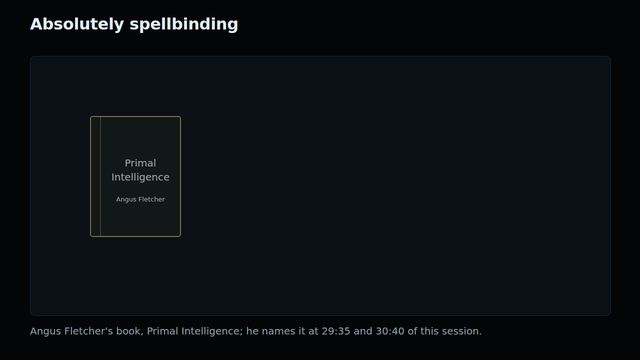 Absolutely spellbinding
Primal
Intelligence
Angus Fletcher
Angus Fletcher's book, Primal Intelligence; he names it at 29:35 and 30:40 of this session.